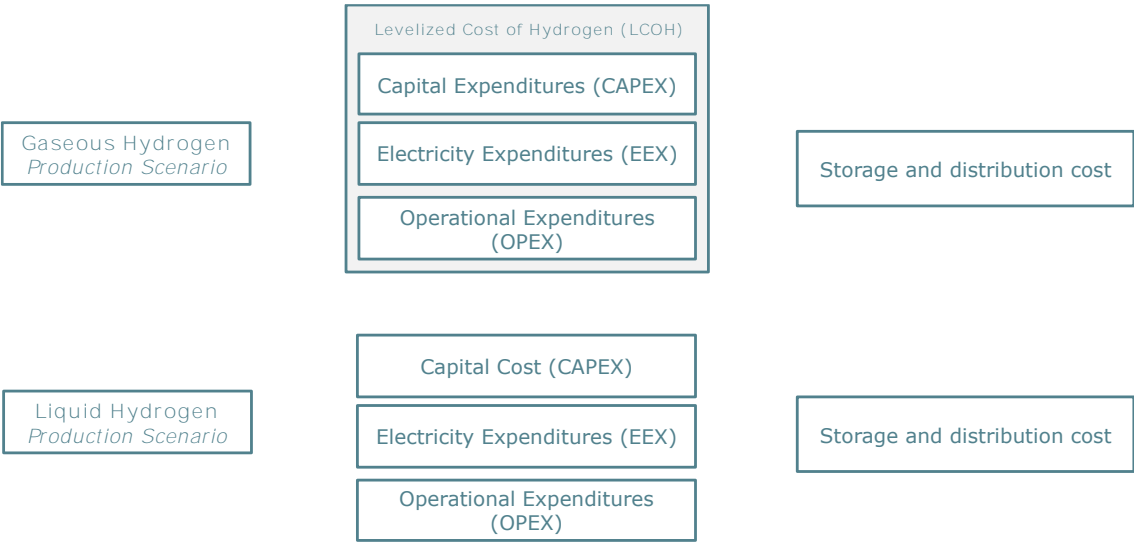 Levelized Cost of Hydrogen (LCOH)
Capital Expenditures (CAPEX)
Gaseous Hydrogen
Production Scenario
Electricity Expenditures (EEX)
Storage and distribution cost
Operational Expenditures
(OPEX)
Capital Cost (CAPEX)
Liquid Hydrogen
Production Scenario
Electricity Expenditures (EEX)
Storage and distribution cost
Operational Expenditures
(OPEX)